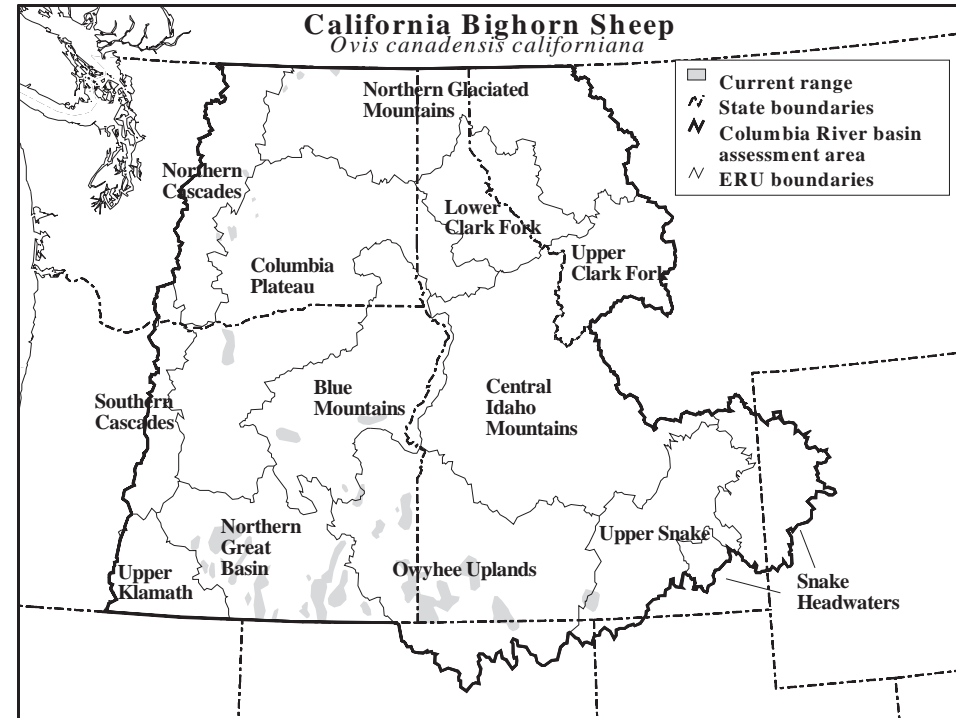 California Bighorn Sheep
Ovis canadensis californiana
Current range
State boundaries
Columbia River basin
assessment area
ERU boundaries
Northern Glaciated
Mountains
Northern
Cascades
Lower
Clark Fork
Upper
Clark Fork
Columbia
Plateau
Southern
Cascades
Blue
Mountains
Central
Idaho
Mountains
Northern
Great
Basin
Upper Snake
Owyhee Uplands
Upper
Klamath
Snake
Headwaters